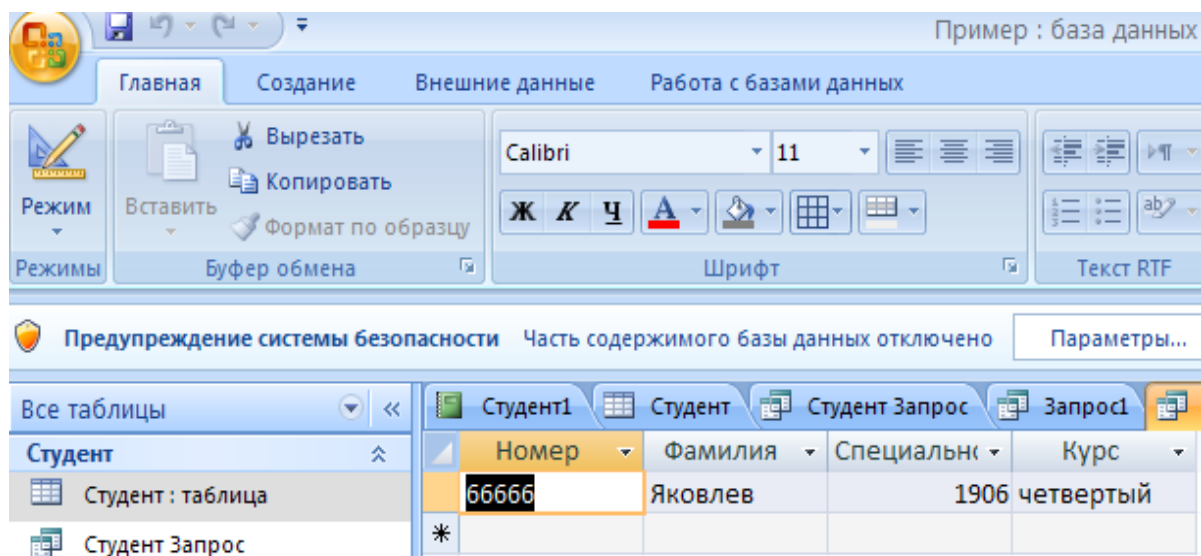 Пример : база данных
Главная Создание Внешние данные Работа с базами данных
Вырезать
Calibri 11
Копировать
Режим Вставить
Формат по образцу
Ж К Ч А ab
Режимы Буфер обмена Шрифт Текст RTF
Предупреждение системы безопасности Часть содержимого базы данных отключено Параметры...
Все таблицы « Студент1 Студент Студент Запрос Запрос1
Студент Номер Фамилия Специальнс Курс
Студент : таблица 66666 Яковлев 1906 четвертый
Студент Запрос